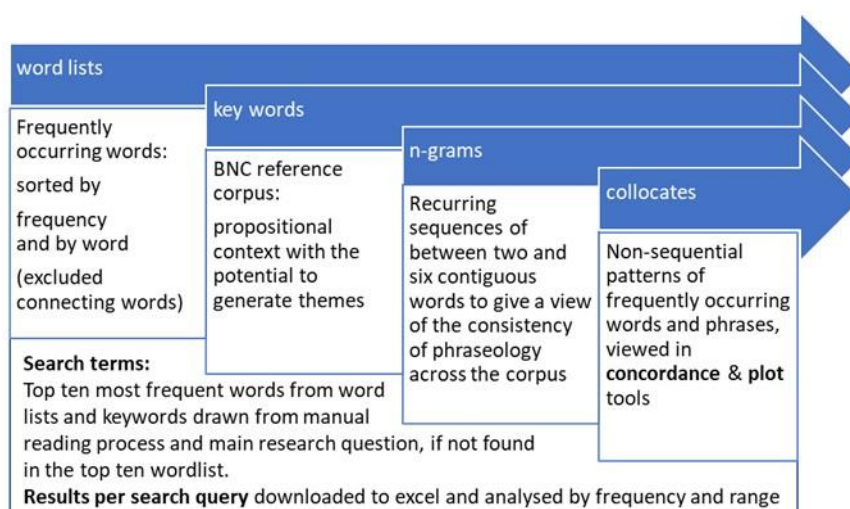 word lists
Frequently
occurring words:
sorted by
frequency
and by word
(excluded
connecting words)
key words
BNC reference
corpus:
propositional
context with the
potential to
generate themes
n-grams
Recurring
sequences of
between two and
six contiguous
words to give a view
of the consistency
of phraseology
across the corpus
collocates
Non-sequential
patterns of
frequently occurring
words and phrases,
viewed in
concordance & plot
tools
Search terms:
Top ten most frequent words from word
lists and keywords drawn from manual
reading process and main research question, if not found
in the top ten wordlist.
Results per search query downloaded to excel and analysed by frequency and range